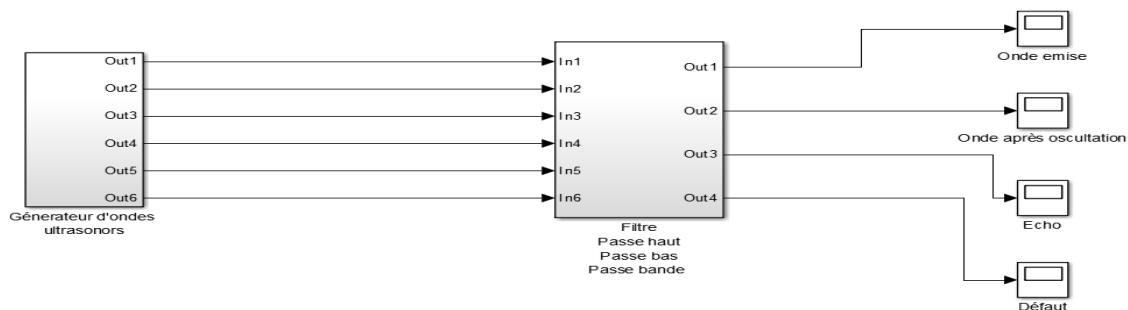 Out1
Out2
Out3
Out4
Out5
Out6
Génerateur d'ondes
ultrasonors
In1
In2
In3
In4
In5
In6
Out1
Out2
Out3
Out4
Filtre
Passe haut
Passe bas
Passe bande
Onde emise
Onde après oscultation
Echo
Défaut